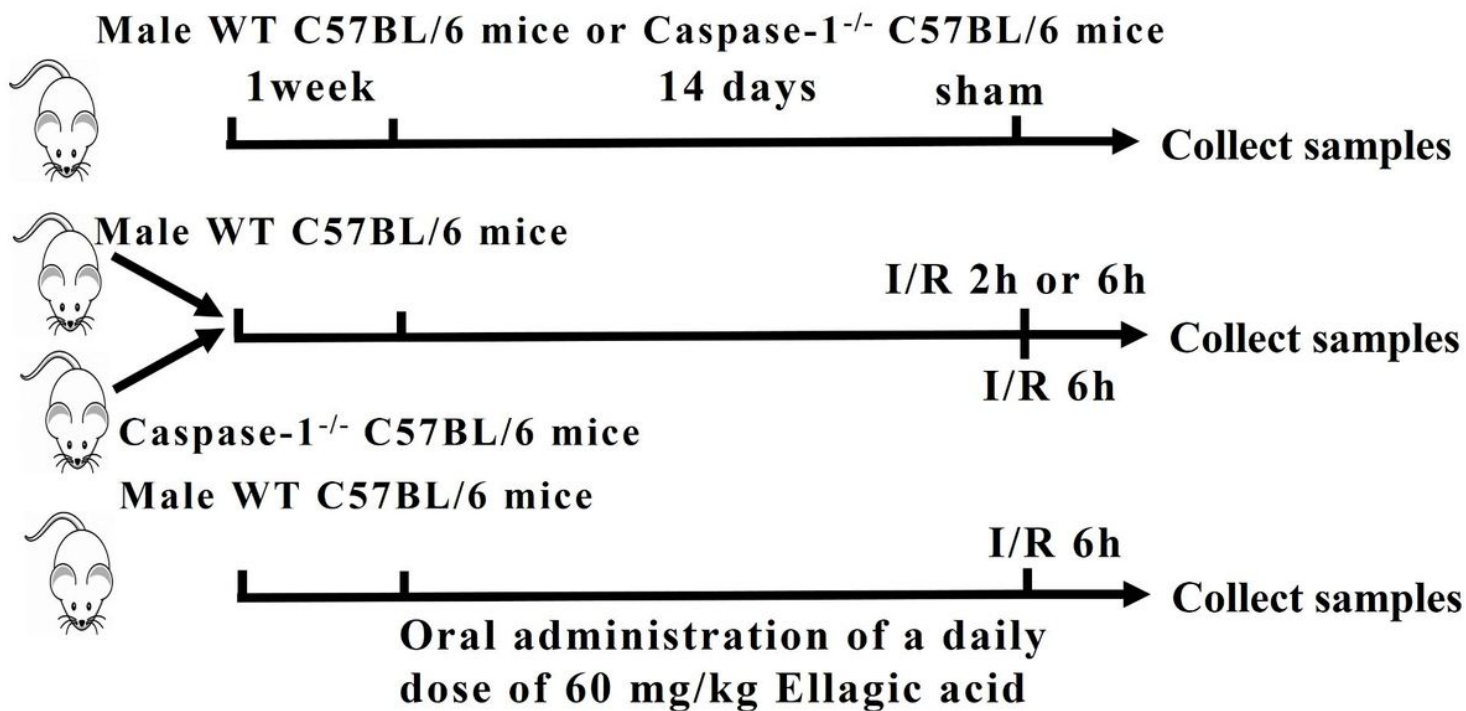 Male WT C57BL/6 mice or Caspase-1-/- C57BL/6 mice
1week
14 days
sham
Collect samples
Male WT C57BL/6 mice
I/R 2h or 6h
Collect samples
I/R 6h
Caspase-1-/- C57BL/6 mice
Male WT C57BL/6 mice
I/R 6h
Collect samples
Oral administration of a daily
dose of 60 mg/kg Ellagic acid